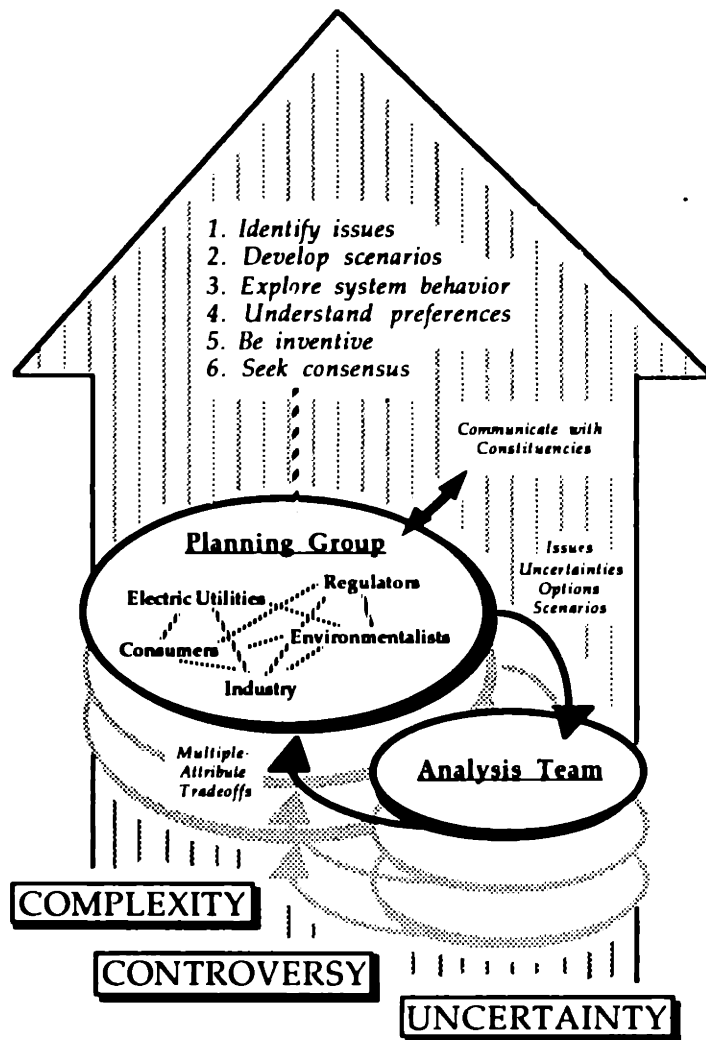 1. Identify issues
2. Develop scenarios
3. Explore system behavior
4. Understand preferences
5. Be inventive
6. Seek consensus
Communicate with
Constituencies
Planning Group
Regulators
Electric Utilities
Environmentalists
Consumers
Industry
Issues
Uncertainties
Options
Scenarios
Multiple-
Attribute
Tradeoffs
Analysis Team
COMPLEXITY
CONTROVERSY
UNCERTAINTY